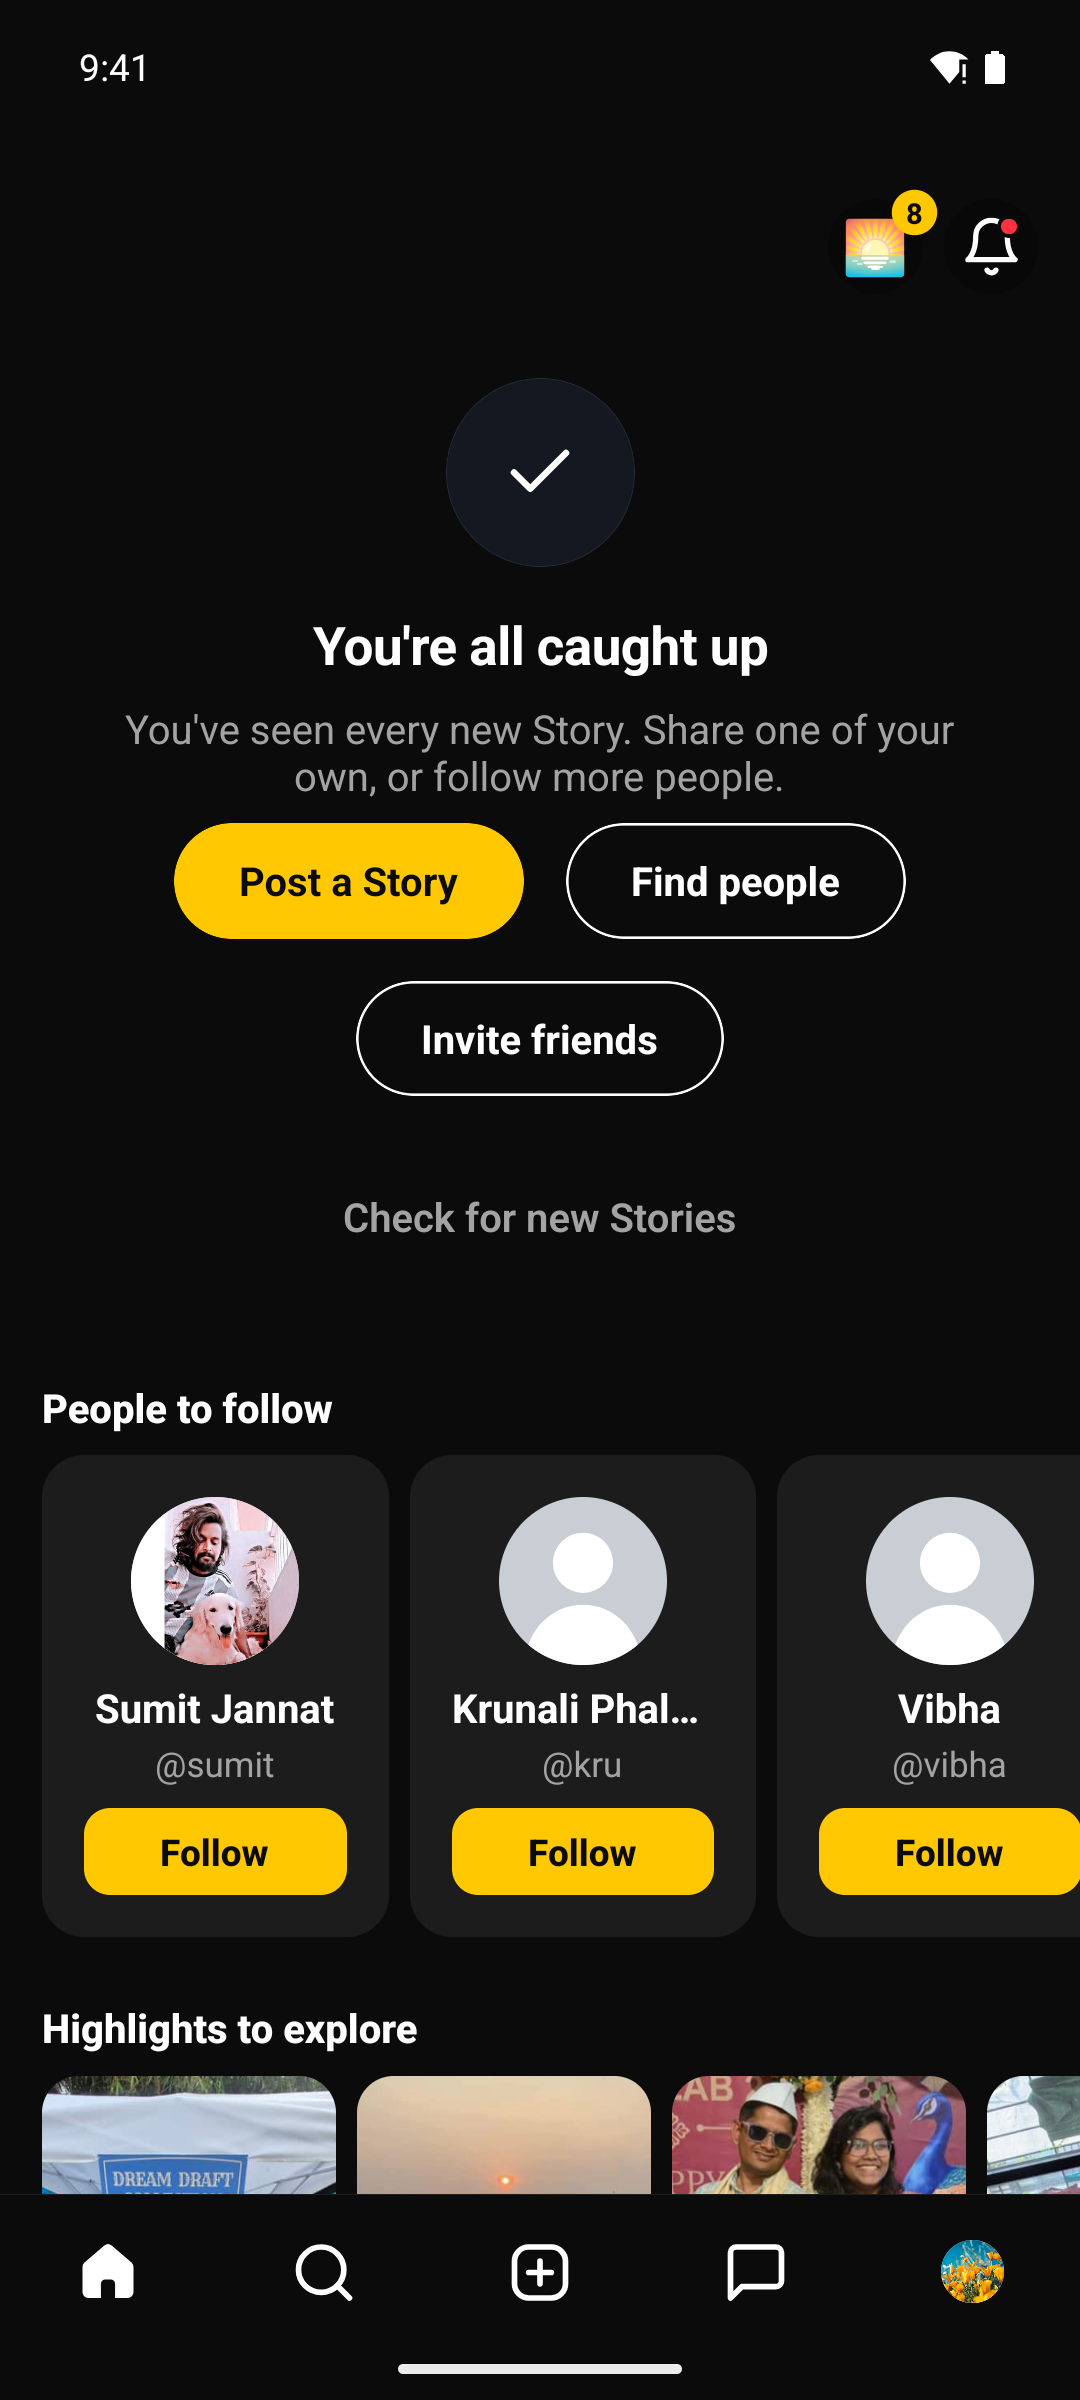 9:41
8
You're all caught up
You've seen every new Story. Share one of your
own, or follow more people.
Post a Story
Find people
Invite friends
Check for new Stories
People to follow
Sumit Jannat
Krunali Phal...
Vibha
@sumit
@kru
@vibha
Follow
Follow
Follow
Highlights to explore
DREAM DRAFT